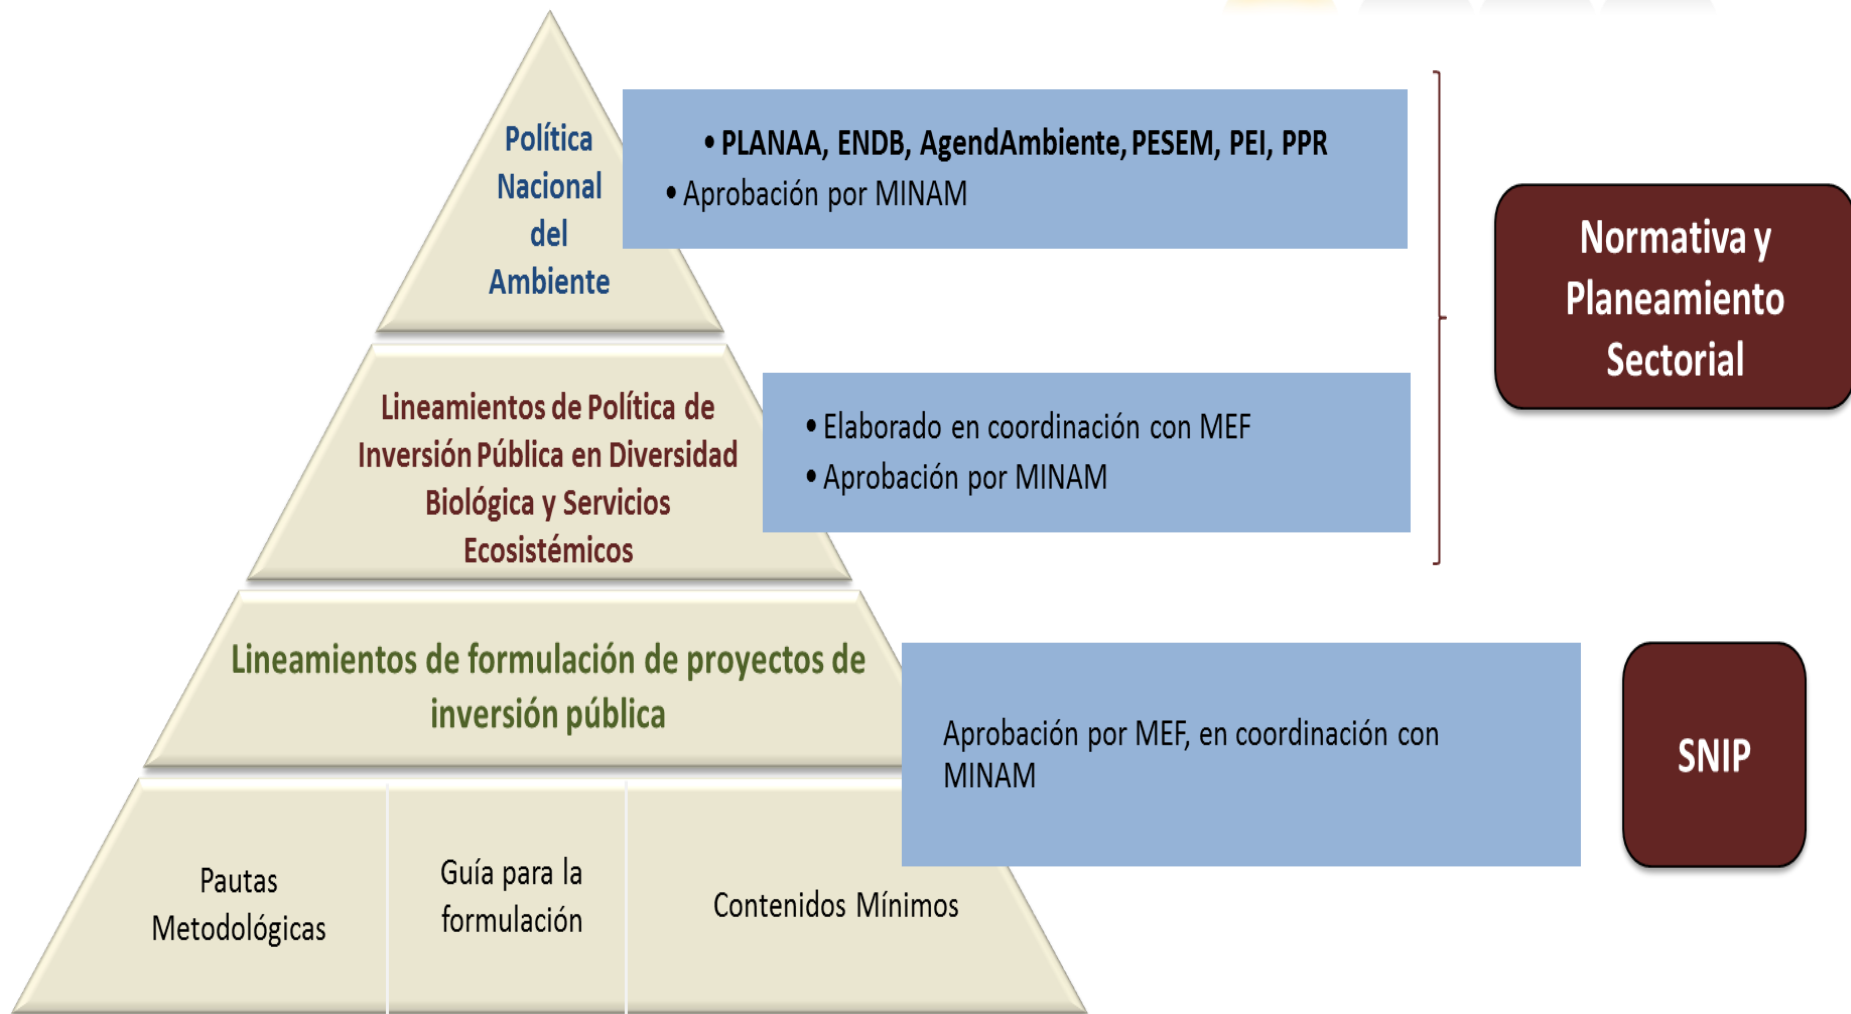 Política
Nacional
del
Ambiente
• PLANAA, ENDB, AgendAmbiente, PESEM, PEI, PPR
• Aprobación por MINAM
Normativa y
Planeamiento
Sectorial
Lineamientos de Política de
Inversión Pública en Diversidad
Biológica y Servicios
Ecosistémicos
• Elaborado en coordinación con MEF
• Aprobación por MINAM
Lineamientos de formulación de proyectos de
inversión pública
Aprobación por MEF, en coordinación con
MINAM
SNIP
Pautas
Metodológicas
Guía para la
formulación
Contenidos Mínimos